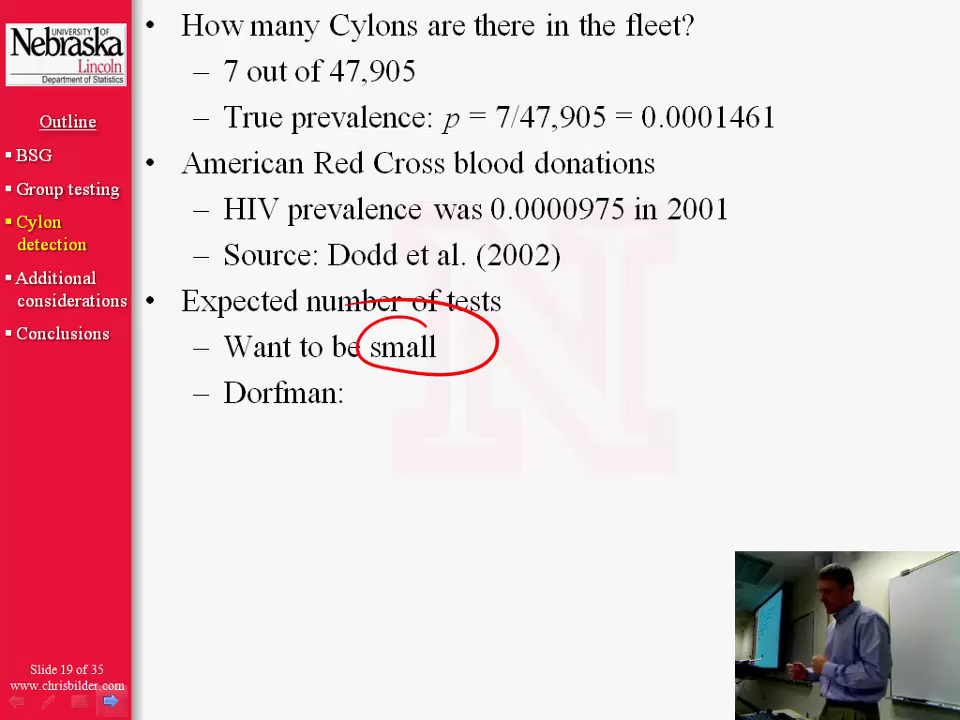 UNIVERSITY OF
Nebraska
Lincoln
Department of Statistics
Outline
▪ BSG
▪ Group testing
▪ Cylon
detection
▪ Additional
considerations
▪ Conclusions
Slide 19 of 35
www.chrisbilder.com
• How many Cylons are there in the fleet?
– 7 out of 47,905
– True prevalence: p = 7/47,905 = 0.0001461
• American Red Cross blood donations
– HIV prevalence was 0.0000975 in 2001
– Source: Dodd et al. (2002)
• Expected number of tests
– Want to be small
– Dorfman:
N